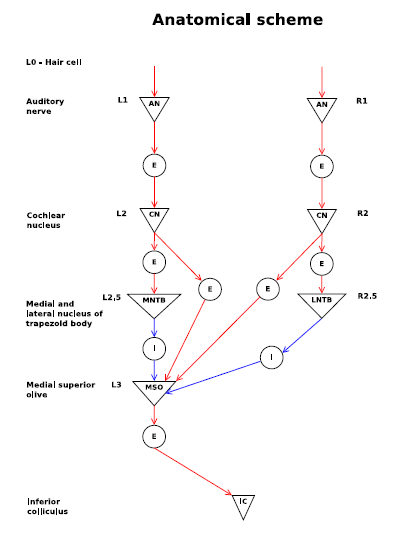 Anatomical scheme
L0 – Hair cell
Auditory
nerve
L1
AN
AN
R1
E
E
Cochlear
nucleus
L2
CN
CN
R2
E
E
E
E
Medial and
lateral nucleus of
trapezoid body
L2,5
MNTB
LNTB
R2.5
I
I
Medial superior
olive
L3
MSO
E
Inferior
colliculus
IC